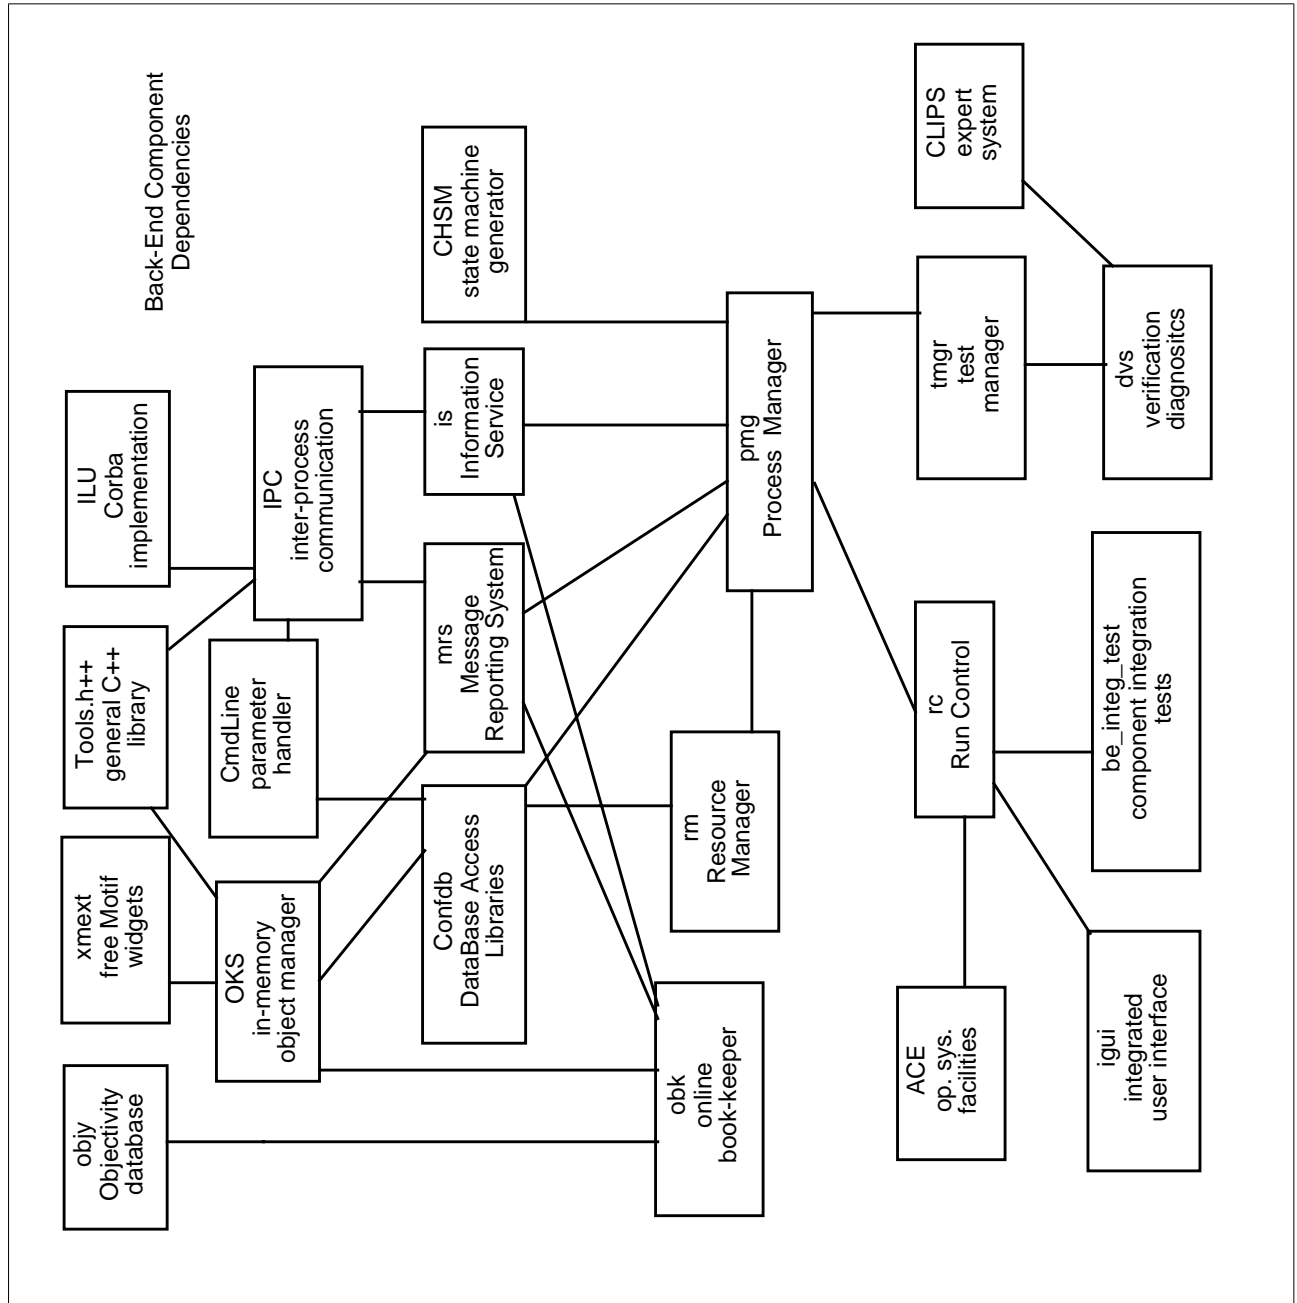 Back-End Component
Dependencies
objy
Objectivity
database
xmext
free Motif
widgets
Tools.h++
general C++
library
ILU
Corba
implementation
OKS
in-memory
object manager
CmdLine
parameter
handler
IPC
inter-process
communication
Confdb
DataBase Access
Libraries
mrs
Message
Reporting System
is
Information
Service
CHSM
state machine
generator
obk
online
book-keeper
rm
Resource
Manager
pmg
Process Manager
ACE
op. sys.
facilities
rc
Run Control
tmgr
test
manager
CLIPS
expert
system
igui
integrated
user interface
be_integ_test
component integration
tests
dvs
verification
diagnositcs